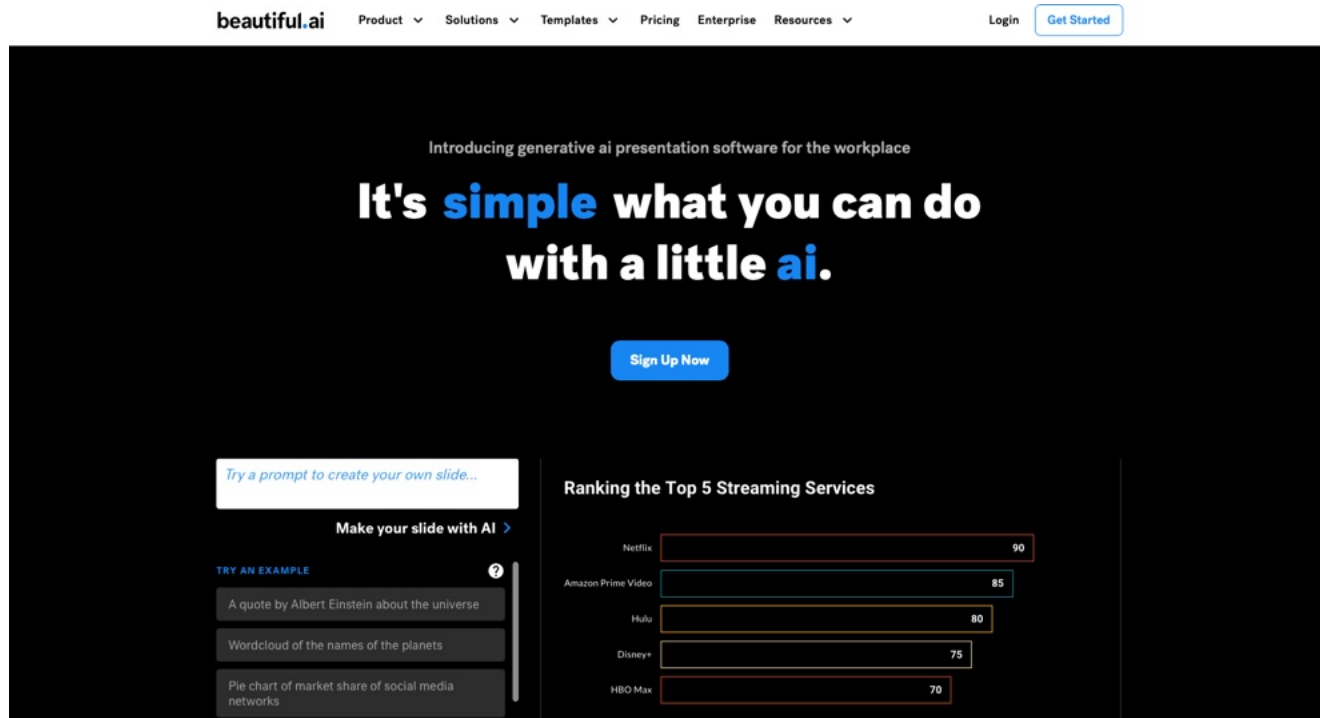 beautiful.ai Product Solutions Templates Pricing Enterprise Resources Login Get Started
Introducing generative ai presentation software for the workplace
It's simple what you can do
with a little ai.
Sign Up Now
Try a prompt to create your own slide...
Make your slide with AI >
TRY AN EXAMPLE ?
A quote by Albert Einstein about the universe
Wordcloud of the names of the planets
Pie chart of market share of social media
networks
Ranking the Top 5 Streaming Services
Netflix 90
Amazon Prime Video 85
Hulu 80
Disney+ 75
HBO Max 70